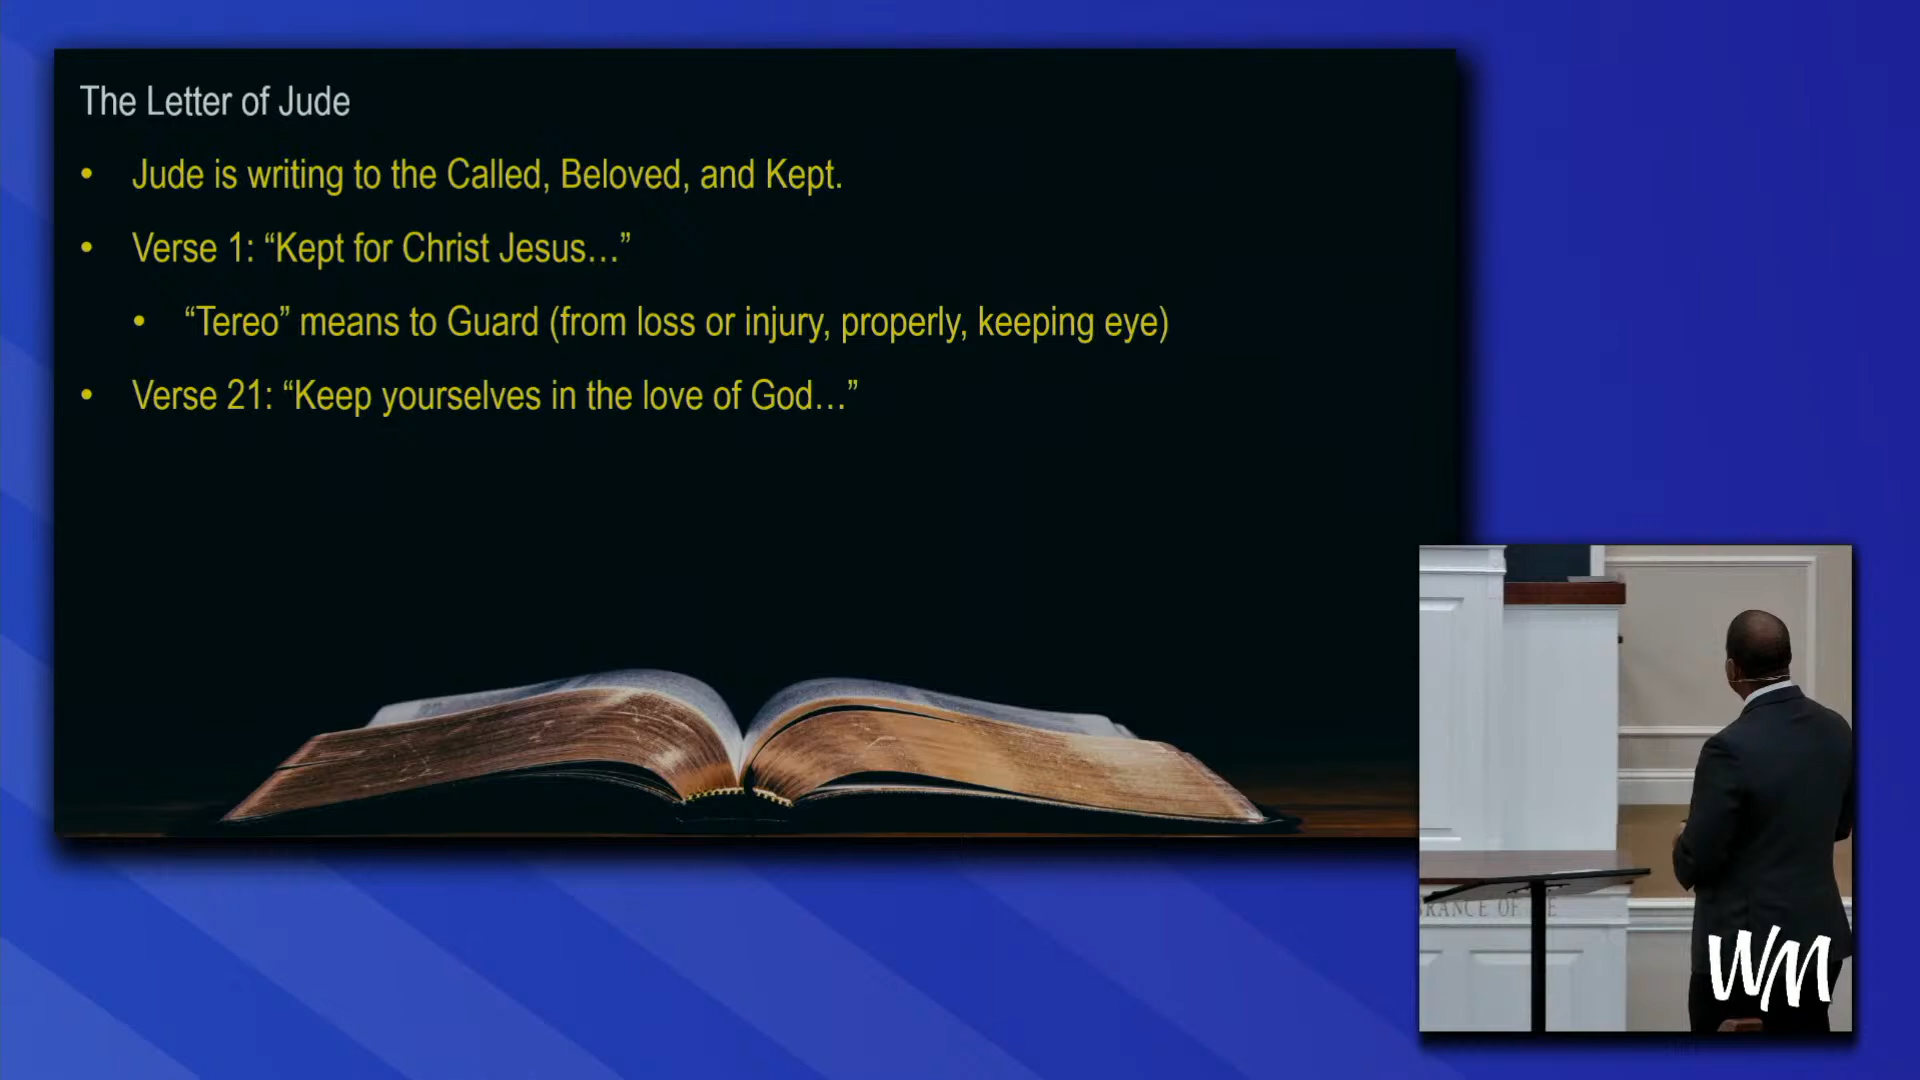 The Letter of Jude
• Jude is writing to the Called, Beloved, and Kept.
• Verse 1: “Kept for Christ Jesus…”
• “Tereo” means to Guard (from loss or injury, properly, keeping eye)
• Verse 21: “Keep yourselves in the love of God…”
OF
WM